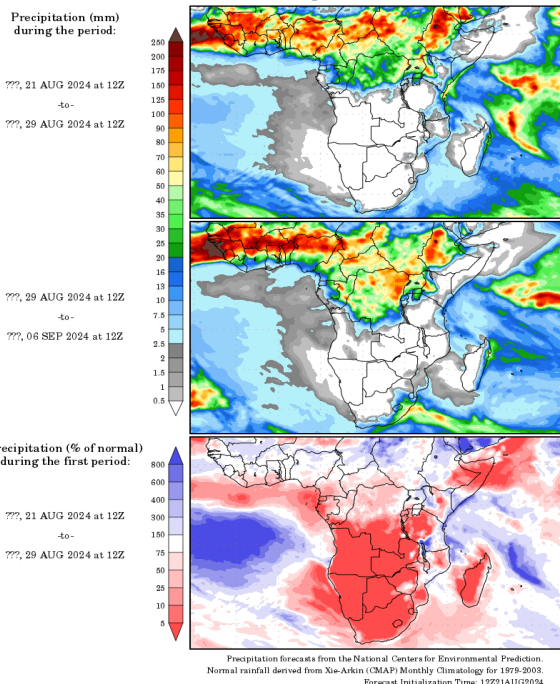 Precipitation (mm)
during the period:
250
200
175
150
125
100
90
80
70
60
50
40
35
30
25
20
16
13
10
7.5
5
2.5
2
1.5
1
0.5
???, 21 AUG 2024 at 12Z
-to-
???, 29 AUG 2024 at 12Z
???, 29 AUG 2024 at 12Z
-to-
???, 06 SEP 2024 at 12Z
recipitation (% of normal)
during the first period:
800
600
400
300
150
75
50
25
10
5
???, 21 AUG 2024 at 12Z
-to-
???, 29 AUG 2024 at 12Z
Precipitation forecasts from the National Centers for Environmental Prediction.
Normal rainfall derived from Xie-Arkin (CMAP) Monthly Climatology for 1979-2003.
Forecast Initialization Time: 12Z21AUG2024